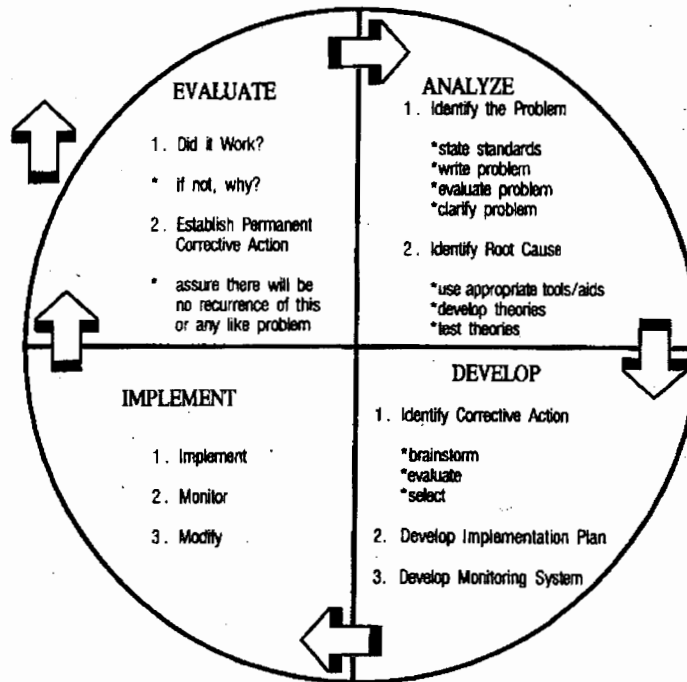 EVALUATE
1. Did it Work?
* if not, why?
2. Establish Permanent
Corrective Action
* assure there will be
no recurrence of this
or any like problem
ANALYZE
1. Identify the Problem
*state standards
*write problem
*evaluate problem
*clarify problem
2. Identify Root Cause
*use appropriate tools/aids
*develop theories
*test theories
DEVELOP
1. Identify Corrective Action
*brainstorm
*evaluate
*select
2. Develop Implementation Plan
3. Develop Monitoring System
IMPLEMENT
1. Implement
2. Monitor
3. Modify